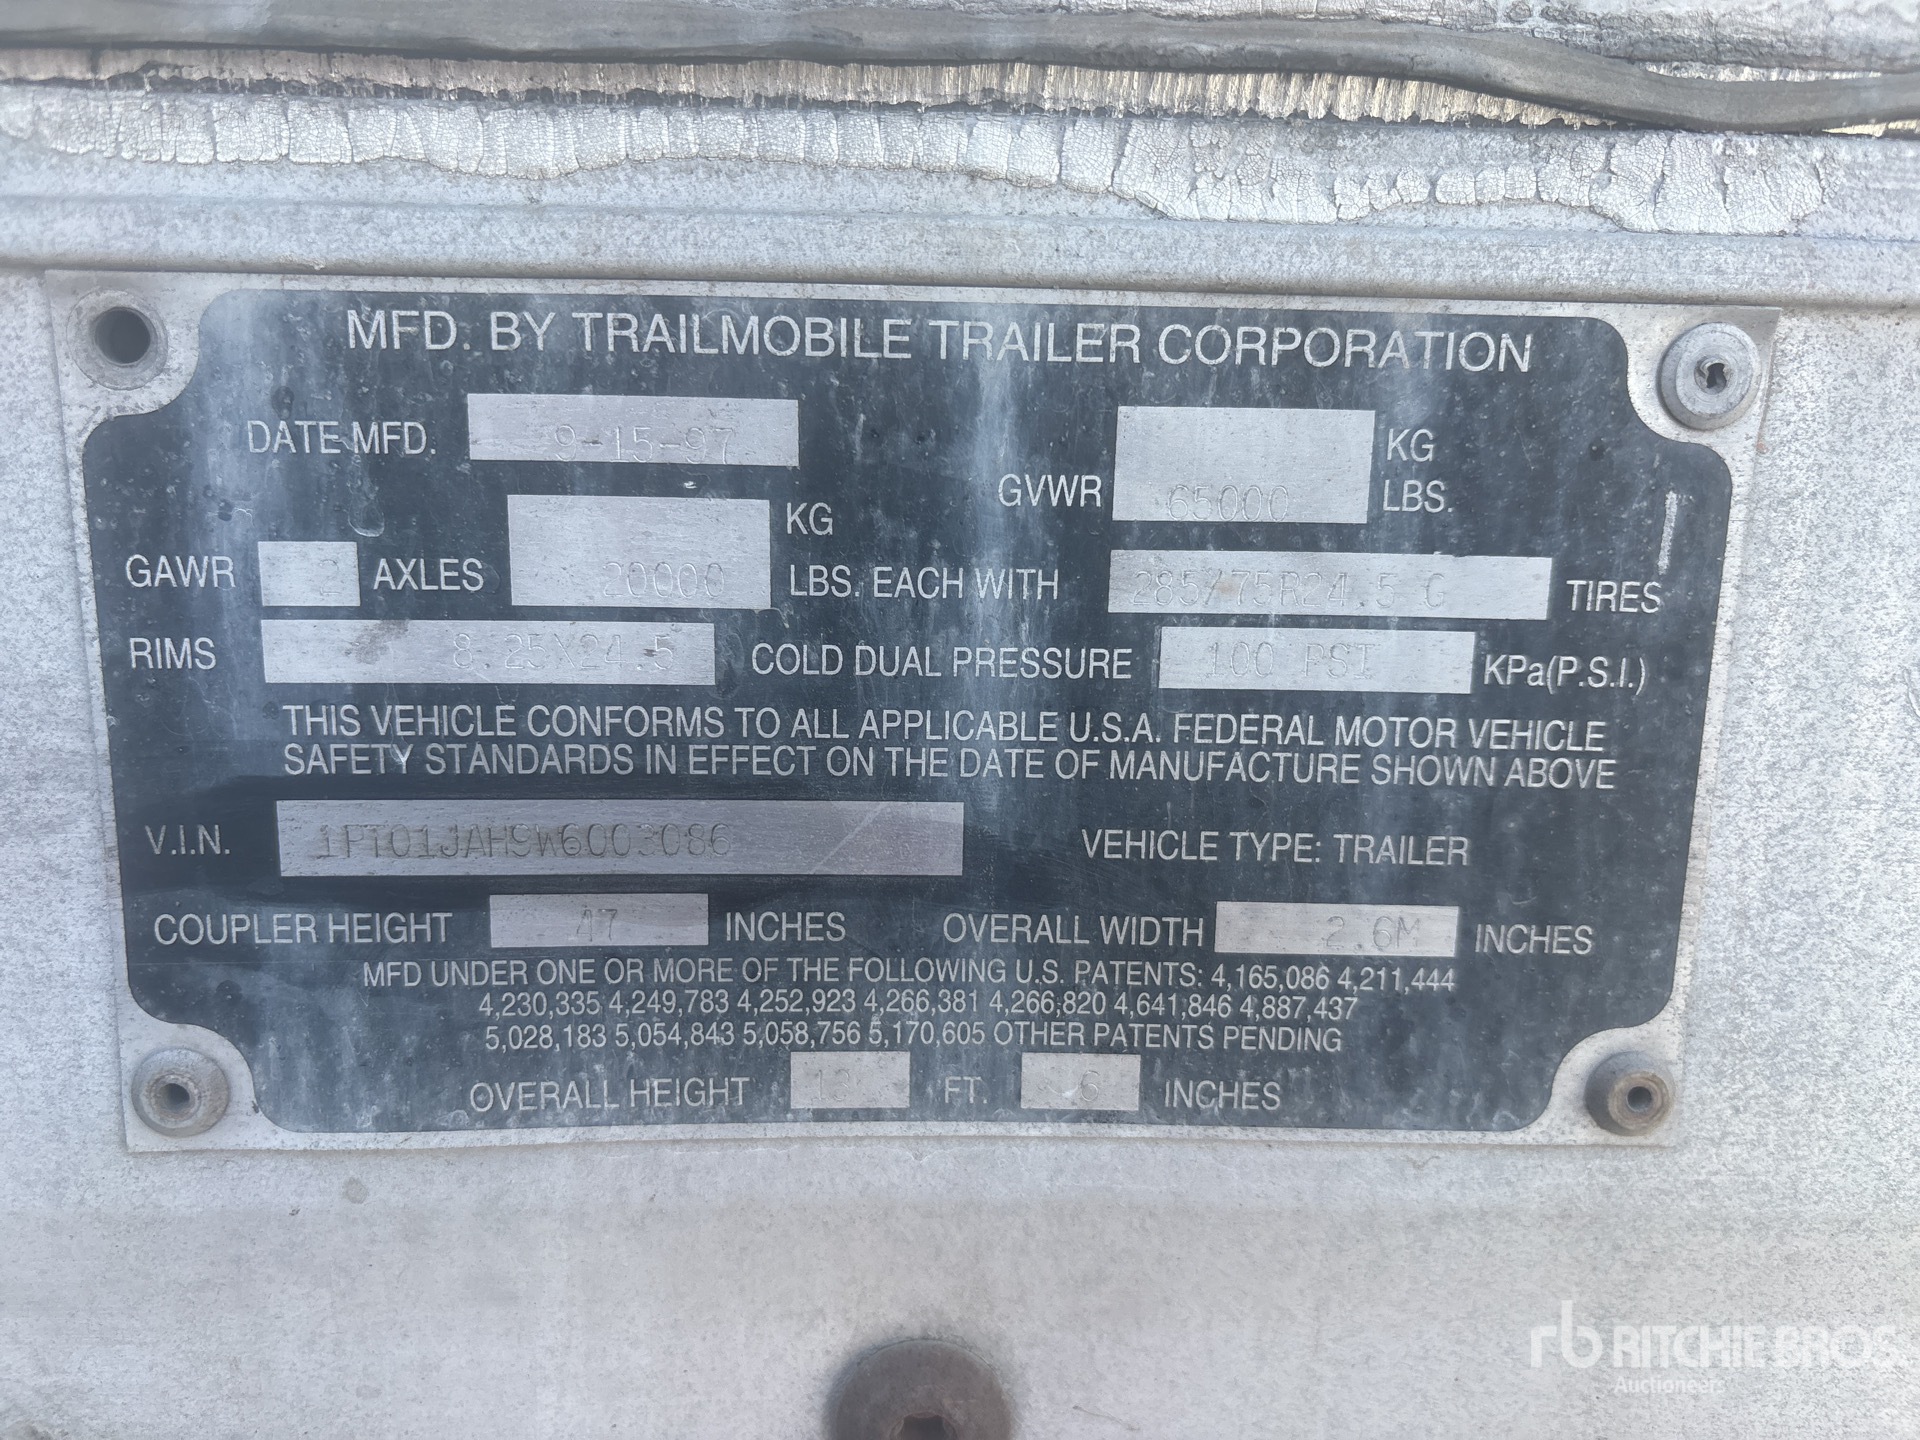 MFD. BY TRAILMOBILE TRAILER CORPORATION
DATE MFD. 9-15-97
KG
GVWR 65000 LBS.
KG
GAWR 2 AXLES 20000 LBS. EACH WITH 285/75R24.5 G TIRES
RIMS 8.25X24.5 COLD DUAL PRESSURE 100 PSI KPa(P.S.I.)
THIS VEHICLE CONFORMS TO ALL APPLICABLE U.S.A. FEDERAL MOTOR VEHICLE
SAFETY STANDARDS IN EFFECT ON THE DATE OF MANUFACTURE SHOWN ABOVE
V.I.N. 1PT01JAH9W6003086 VEHICLE TYPE: TRAILER
COUPLER HEIGHT 47 INCHES OVERALL WIDTH 2.6M INCHES
MFD UNDER ONE OR MORE OF THE FOLLOWING U.S. PATENTS: 4,165,086 4,211,444
4,230,335 4,249,783 4,252,923 4,266,381 4,266,820 4,641,846 4,887,437
5,028,183 5,054,843 5,058,756 5,170,605 OTHER PATENTS PENDING
OVERALL HEIGHT 13 FT. 6 INCHES
rb RITCHIE BROS.
Auctioneers